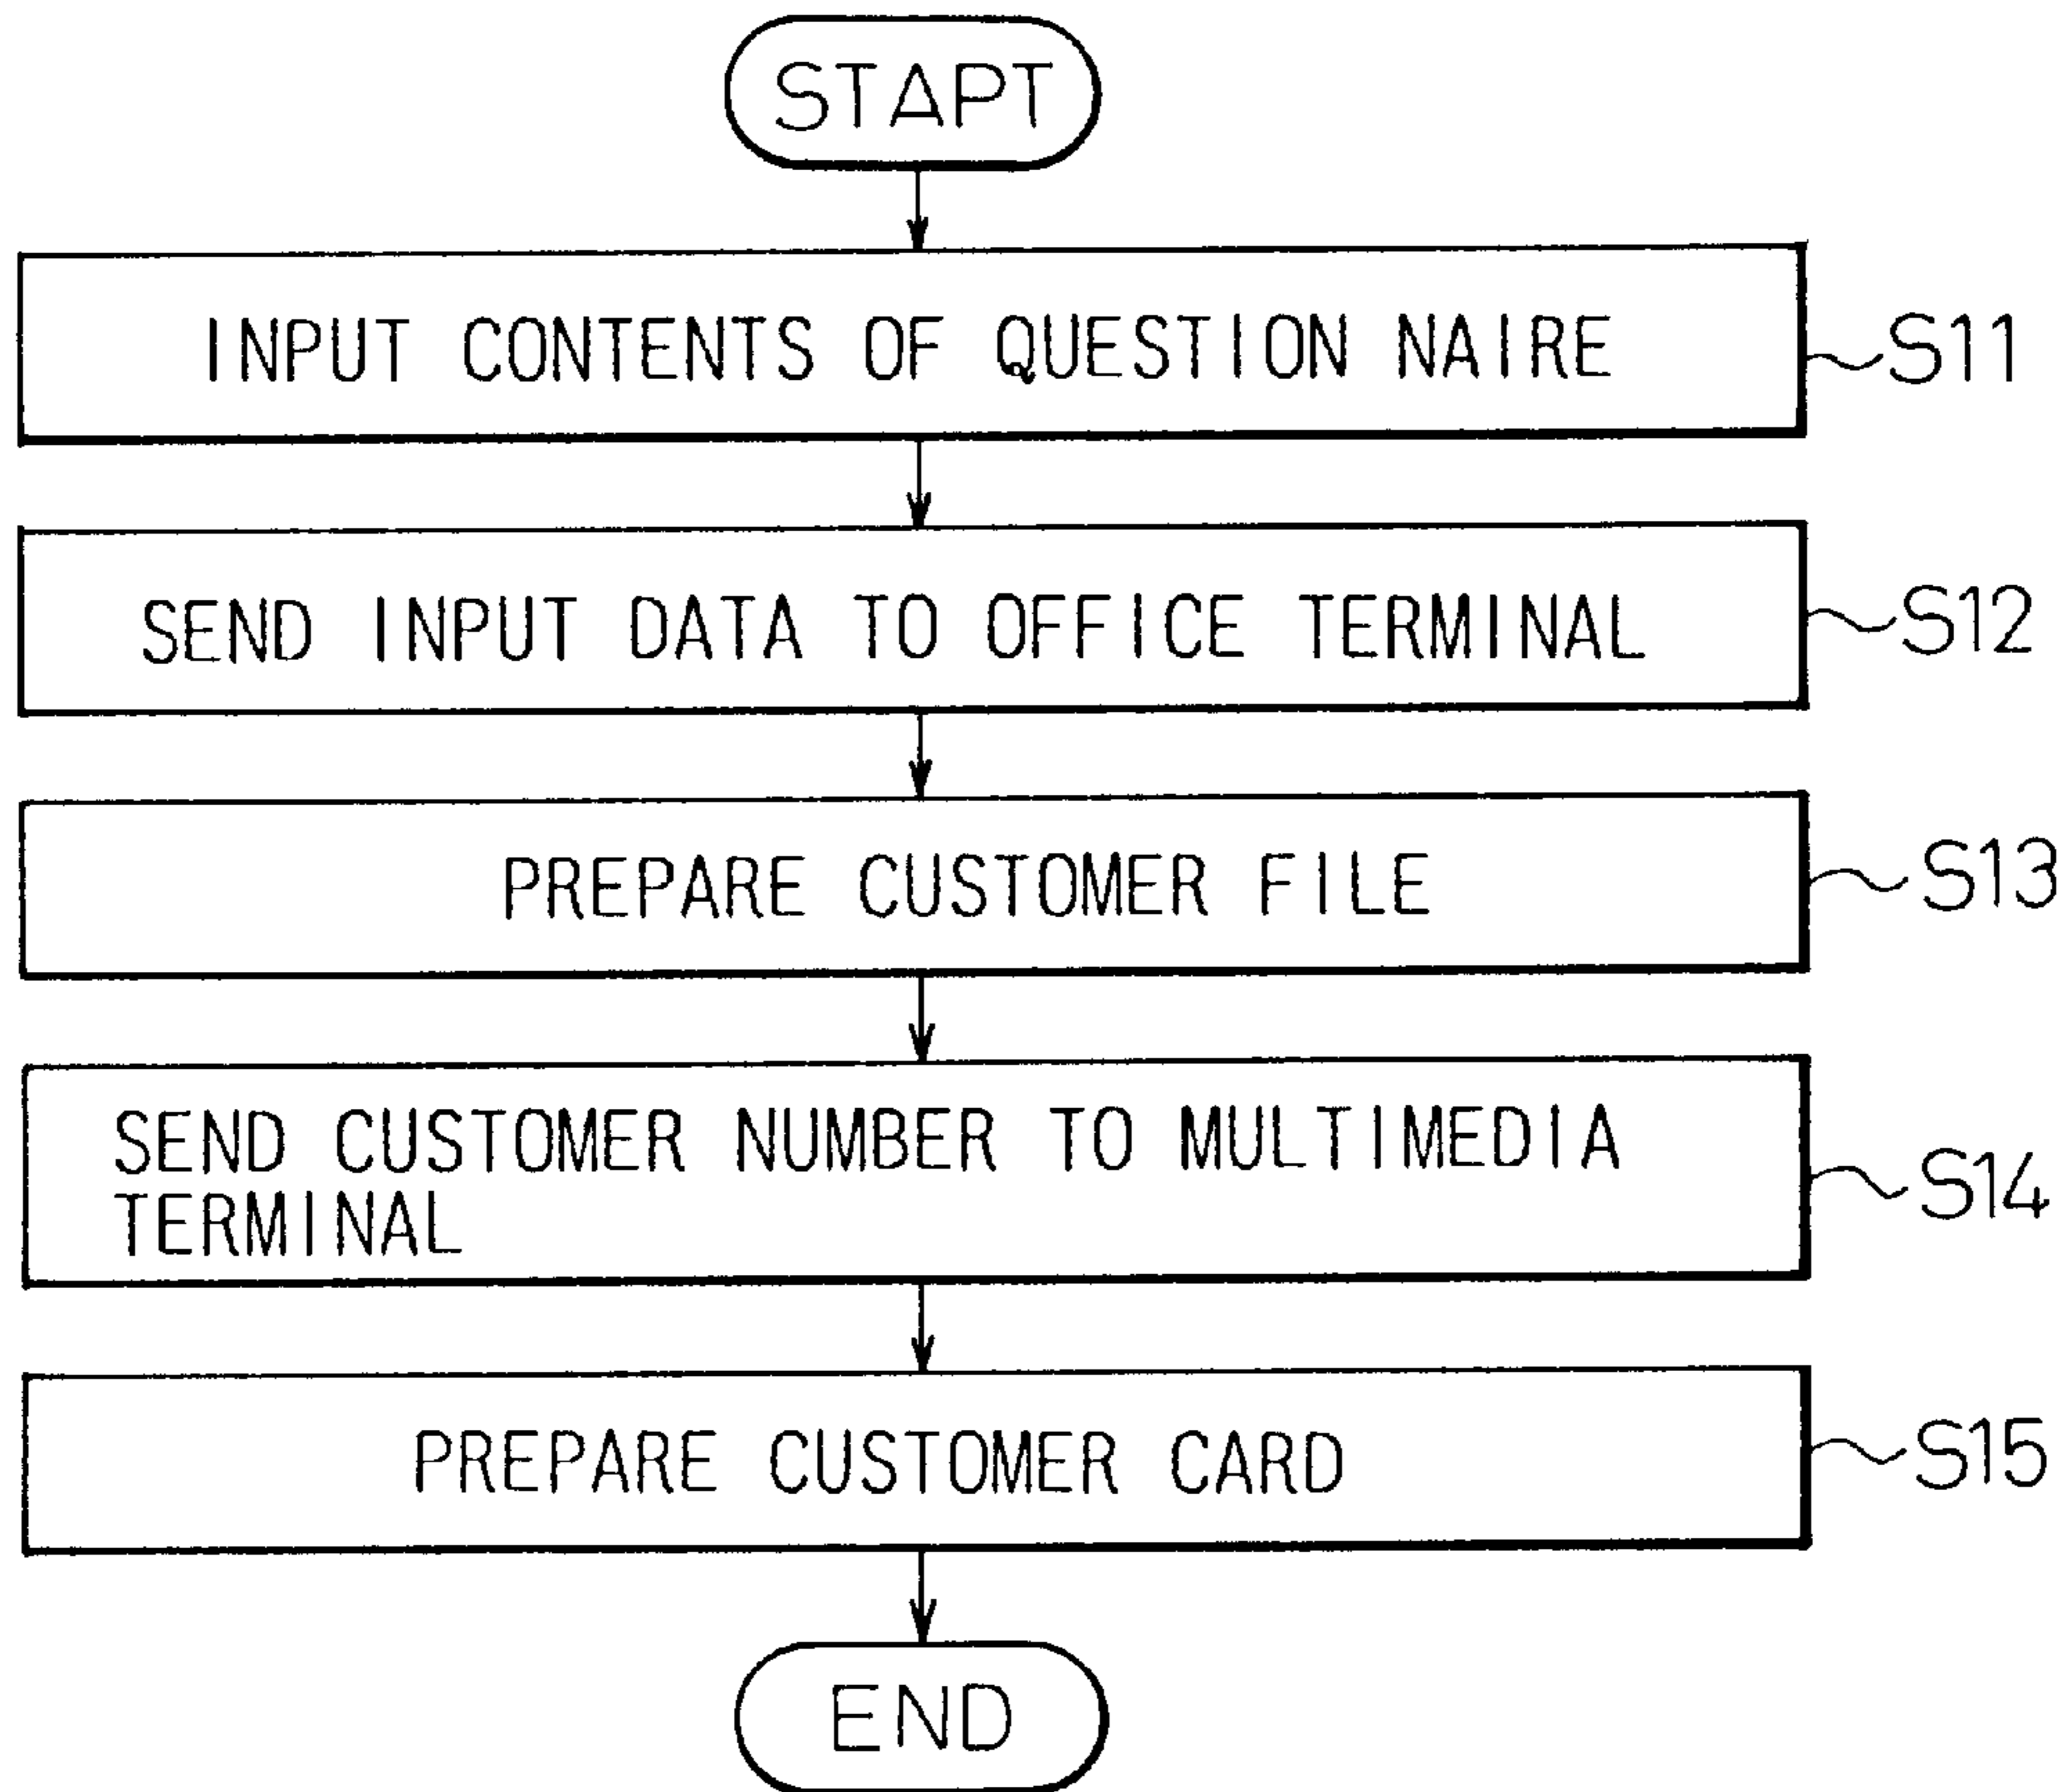 STAPT
INPUT CONTENTS OF QUESTION NAIRE
S11
SEND INPUT DATA TO OFFICE TERMINAL
S12
PREPARE CUSTOMER FILE
S13
SEND CUSTOMER NUMBER TO MULTIMEDIA
TERMINAL
S14
PREPARE CUSTOMER CARD
S15
END